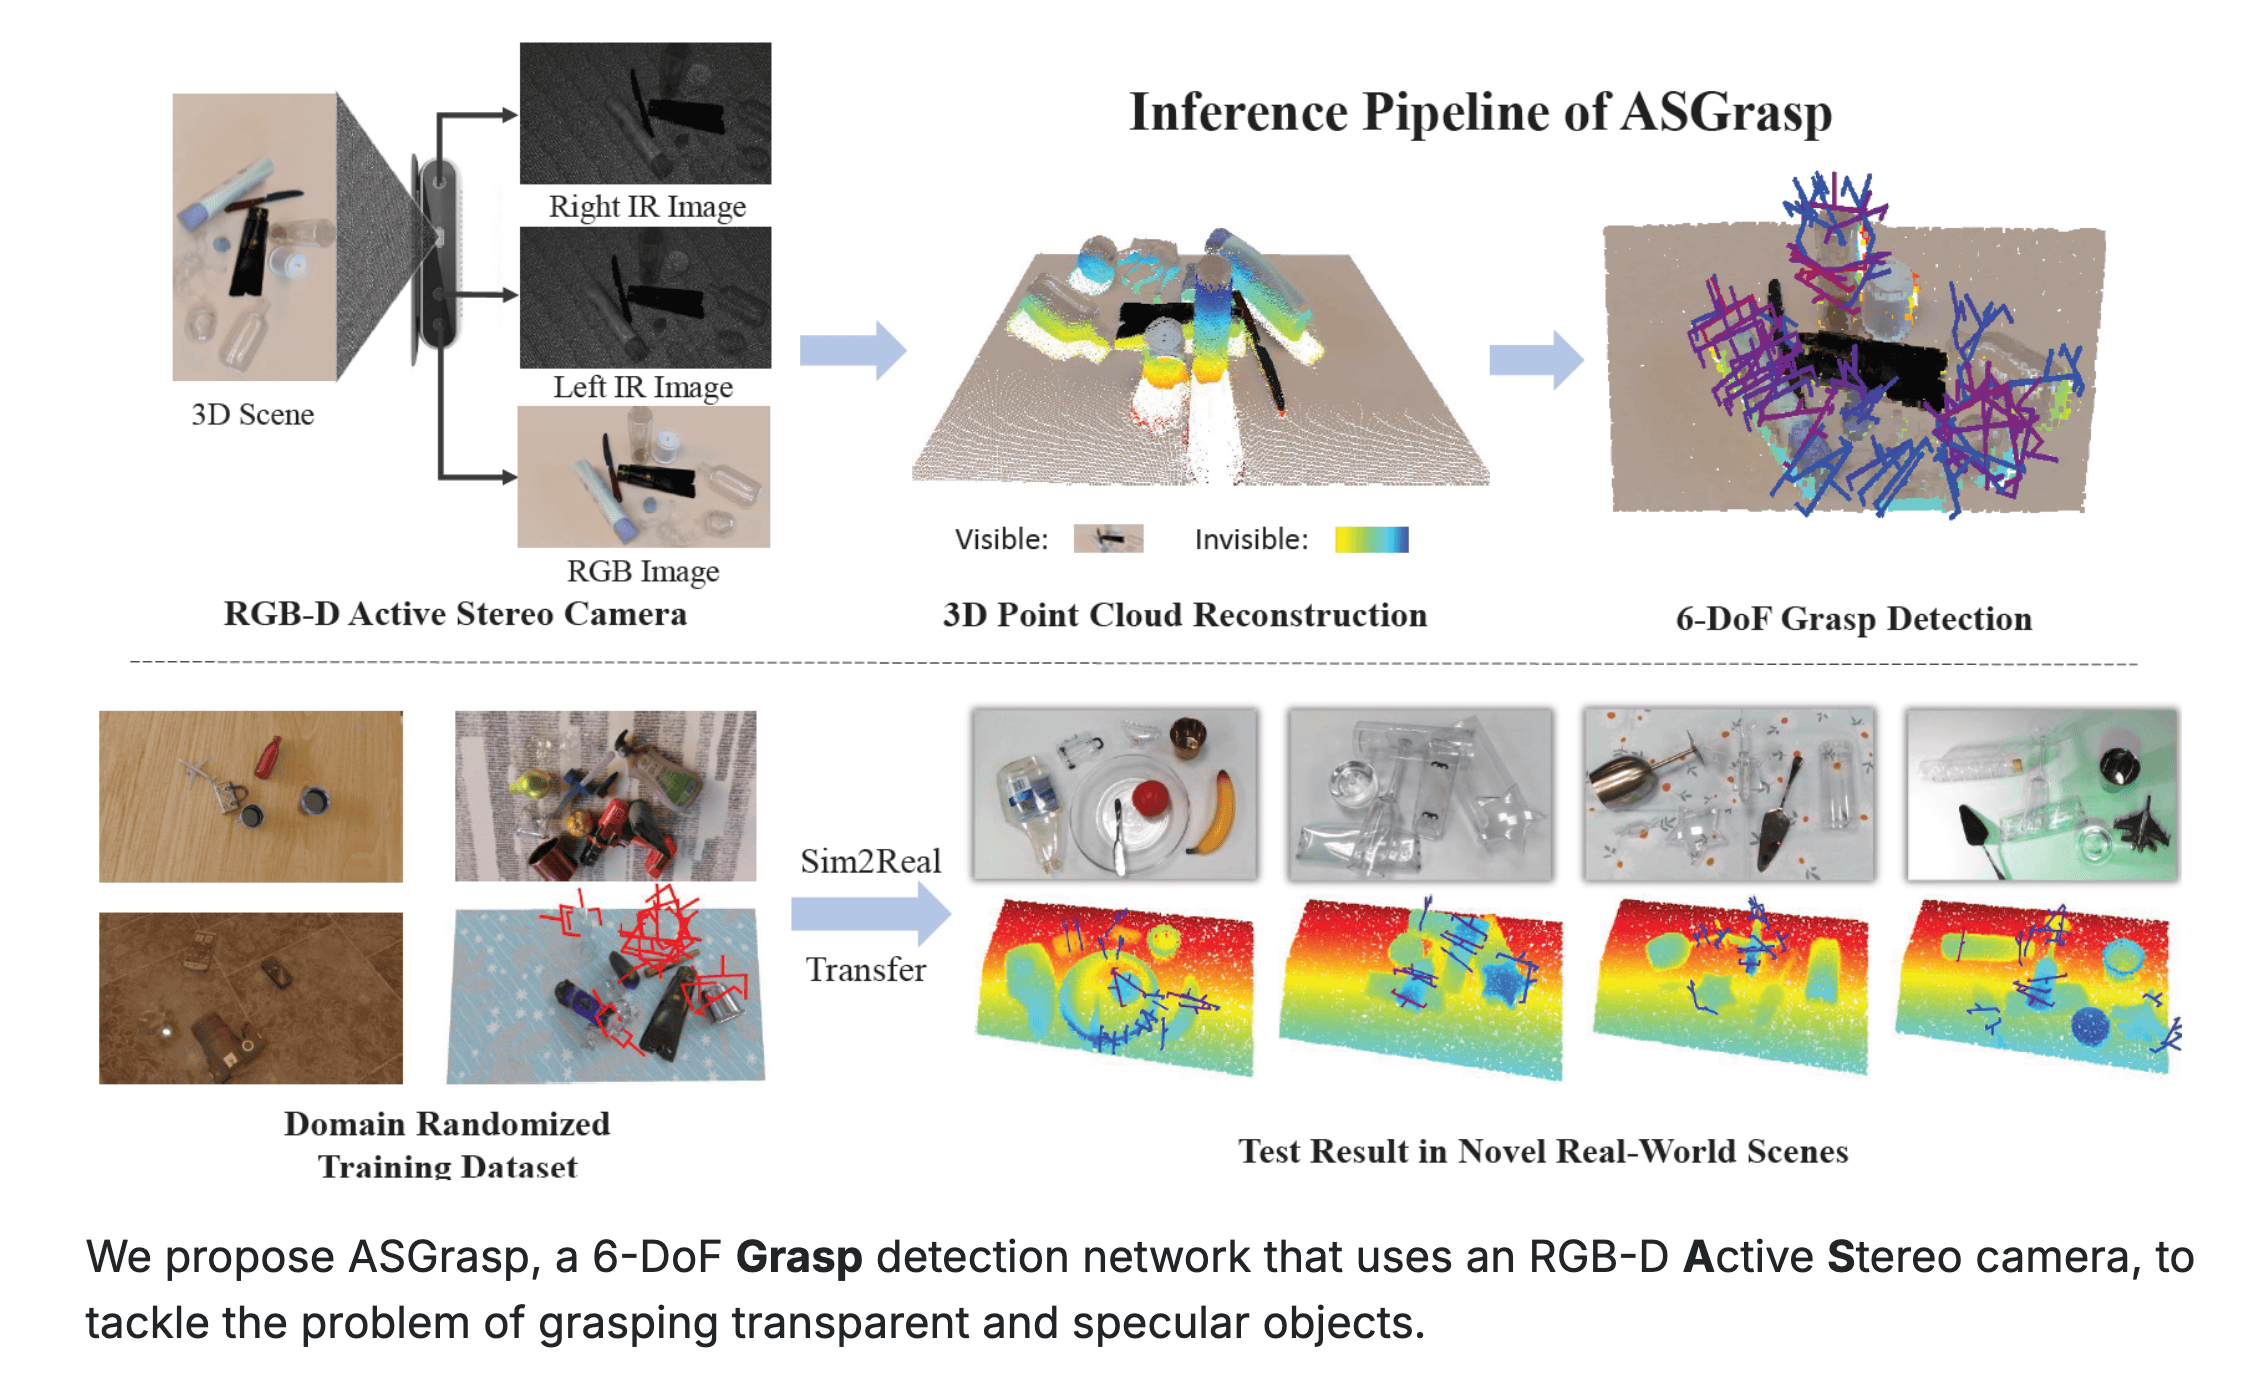 Inference Pipeline of ASGrasp
Right IR Image
Left IR Image
3D Scene
RGB Image
Visible:
Invisible:
RGB-D Active Stereo Camera
3D Point Cloud Reconstruction
6-DoF Grasp Detection
Sim2Real
Transfer
Domain Randomized
Training Dataset
Test Result in Novel Real-World Scenes
We propose ASGrasp, a 6-DoF Grasp detection network that uses an RGB-D Active Stereo camera, to
tackle the problem of grasping transparent and specular objects.